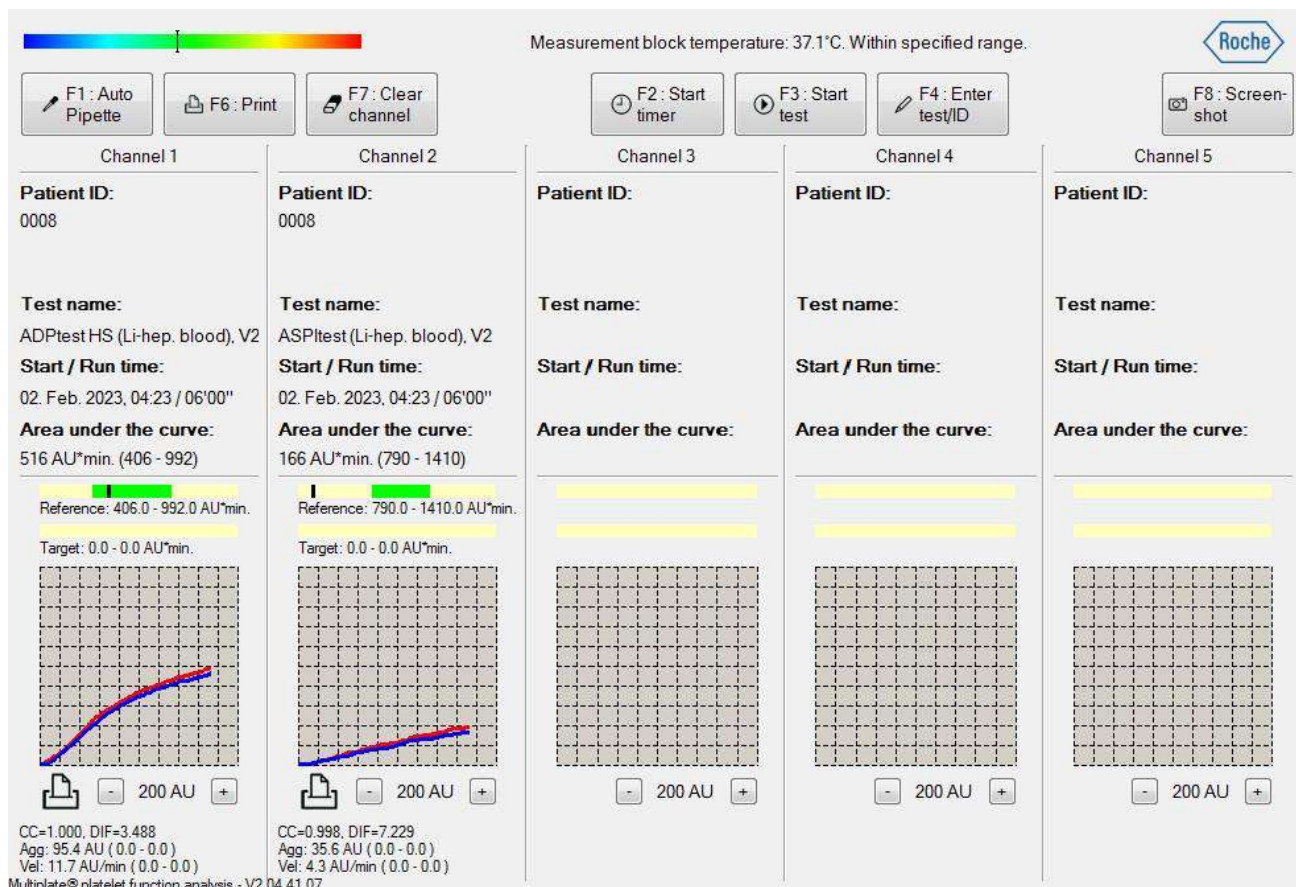 Measurement block temperature: 37.1°C. Within specified range.
Roche
F1 : Auto Pipette
F6 : Print
F7 : Clear channel
F2 : Start timer
F3 : Start test
F4 : Enter test/ID
F8 : Screen-shot
Channel 1
Patient ID:
0008
Test name:
ADPtest HS (Li-hep. blood), V2
Start / Run time:
02. Feb. 2023, 04:23 / 06'00"
Area under the curve:
516 AU*min. (406 - 992)
Reference: 406.0 - 992.0 AU*min.
Target: 0.0 - 0.0 AU*min.
- 200 AU +
CC=1.000, DIF=3.488
Agg: 95.4 AU ( 0.0 - 0.0 )
Vel: 11.7 AU/min ( 0.0 - 0.0 )
Channel 2
Patient ID:
0008
Test name:
ASPItest (Li-hep. blood), V2
Start / Run time:
02. Feb. 2023, 04:23 / 06'00"
Area under the curve:
166 AU*min. (790 - 1410)
Reference: 790.0 - 1410.0 AU*min.
Target: 0.0 - 0.0 AU*min.
- 200 AU +
CC=0.998, DIF=7.229
Agg: 35.6 AU ( 0.0 - 0.0 )
Vel: 4.3 AU/min ( 0.0 - 0.0 )
Channel 3
Patient ID:
Test name:
Start / Run time:
Area under the curve:
- 200 AU +
Channel 4
Patient ID:
Test name:
Start / Run time:
Area under the curve:
- 200 AU +
Channel 5
Patient ID:
Test name:
Start / Run time:
Area under the curve:
- 200 AU +
Multiplate® platelet function analysis - V2.04.41.07